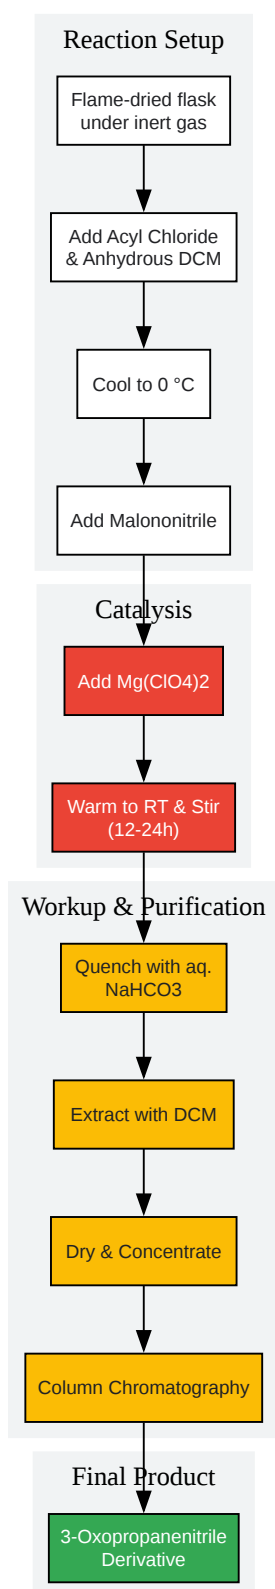 Reaction Setup
Flame-dried flask
under inert gas
Add Acyl Chloride
& Anhydrous DCM
Cool to 0 °C
Add Malononitrile
Catalysis
Add Mg(ClO4)2
Warm to RT & Stir
(12-24h)
Workup & Purification
Quench with aq.
NaHCO3
Extract with DCM
Dry & Concentrate
Column Chromatography
Final Product
3-Oxopropanenitrile
Derivative